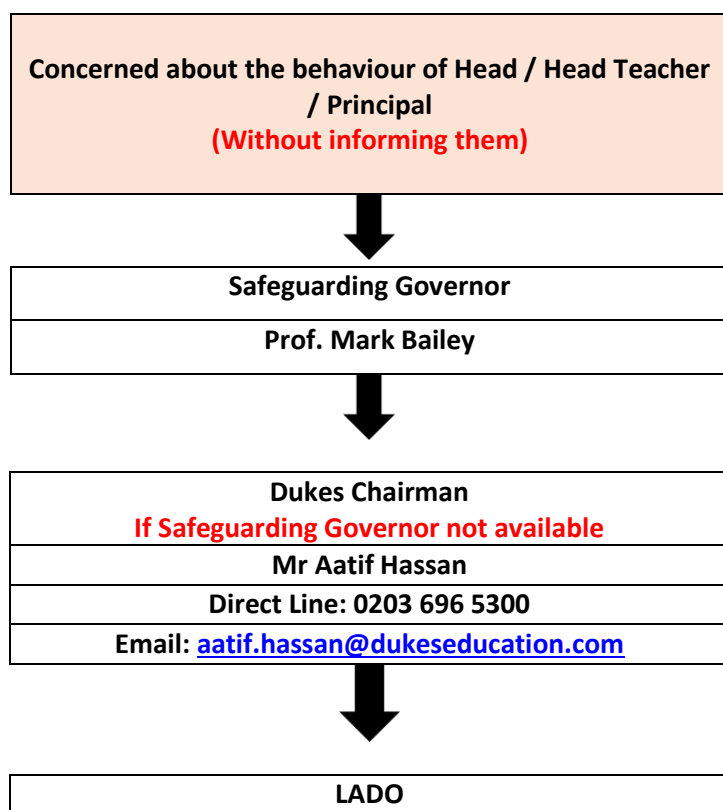 Concerned about the behaviour of Head / Head Teacher
/ Principal
(Without informing them)
Safeguarding Governor
Prof. Mark Bailey
Dukes Chairman
If Safeguarding Governor not available
Mr Aatif Hassan
Direct Line: 0203 696 5300
Email: aatif.hassan@dukeseducation.com
LADO